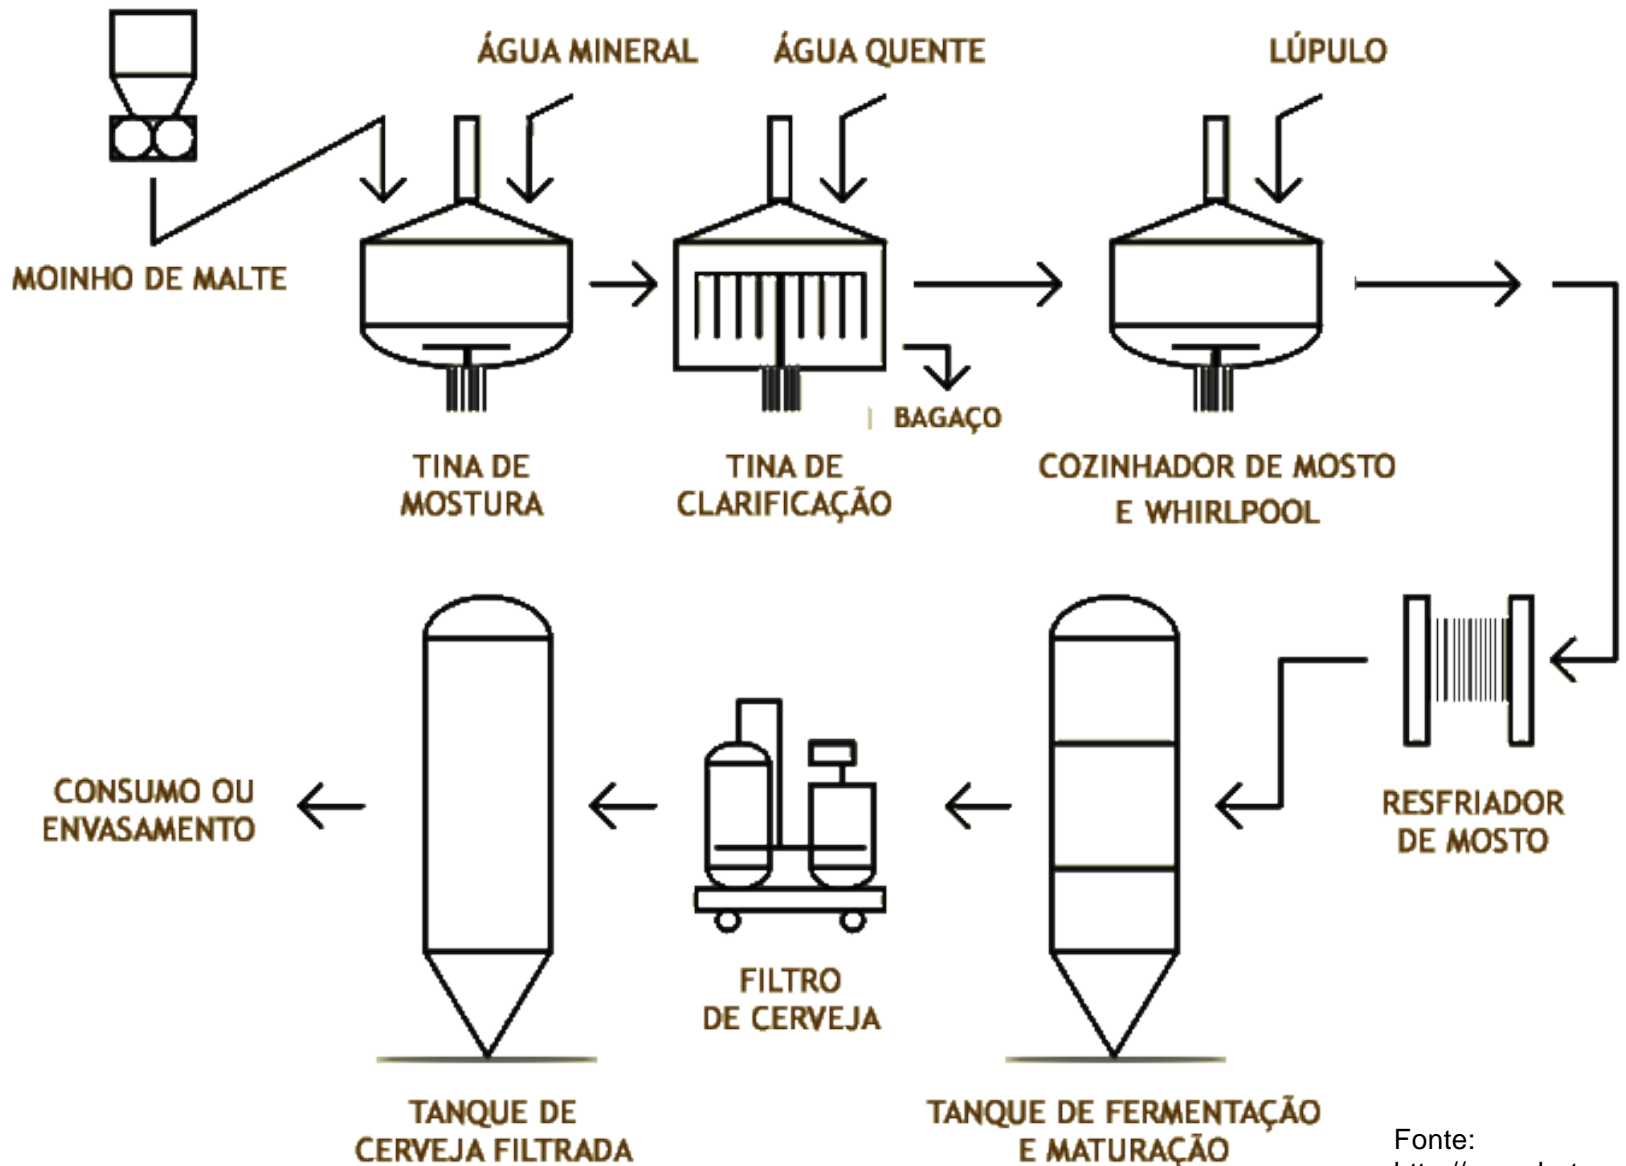 ÁGUA MINERAL
ÁGUA QUENTE
LÚPULO
MOINHO DE MALTE
BAGAÇO
TINA DE
MOSTURA
TINA DE
CLARIFICAÇÃO
COZINHADOR DE MOSTO
E WHIRLPOOL
CONSUMO OU
ENVASAMENTO
RESFRIADOR
DE MOSTO
FILTRO
DE CERVEJA
TANQUE DE
CERVEJA FILTRADA
TANQUE DE FERMENTAÇÃO
E MATURAÇÃO
Fonte: